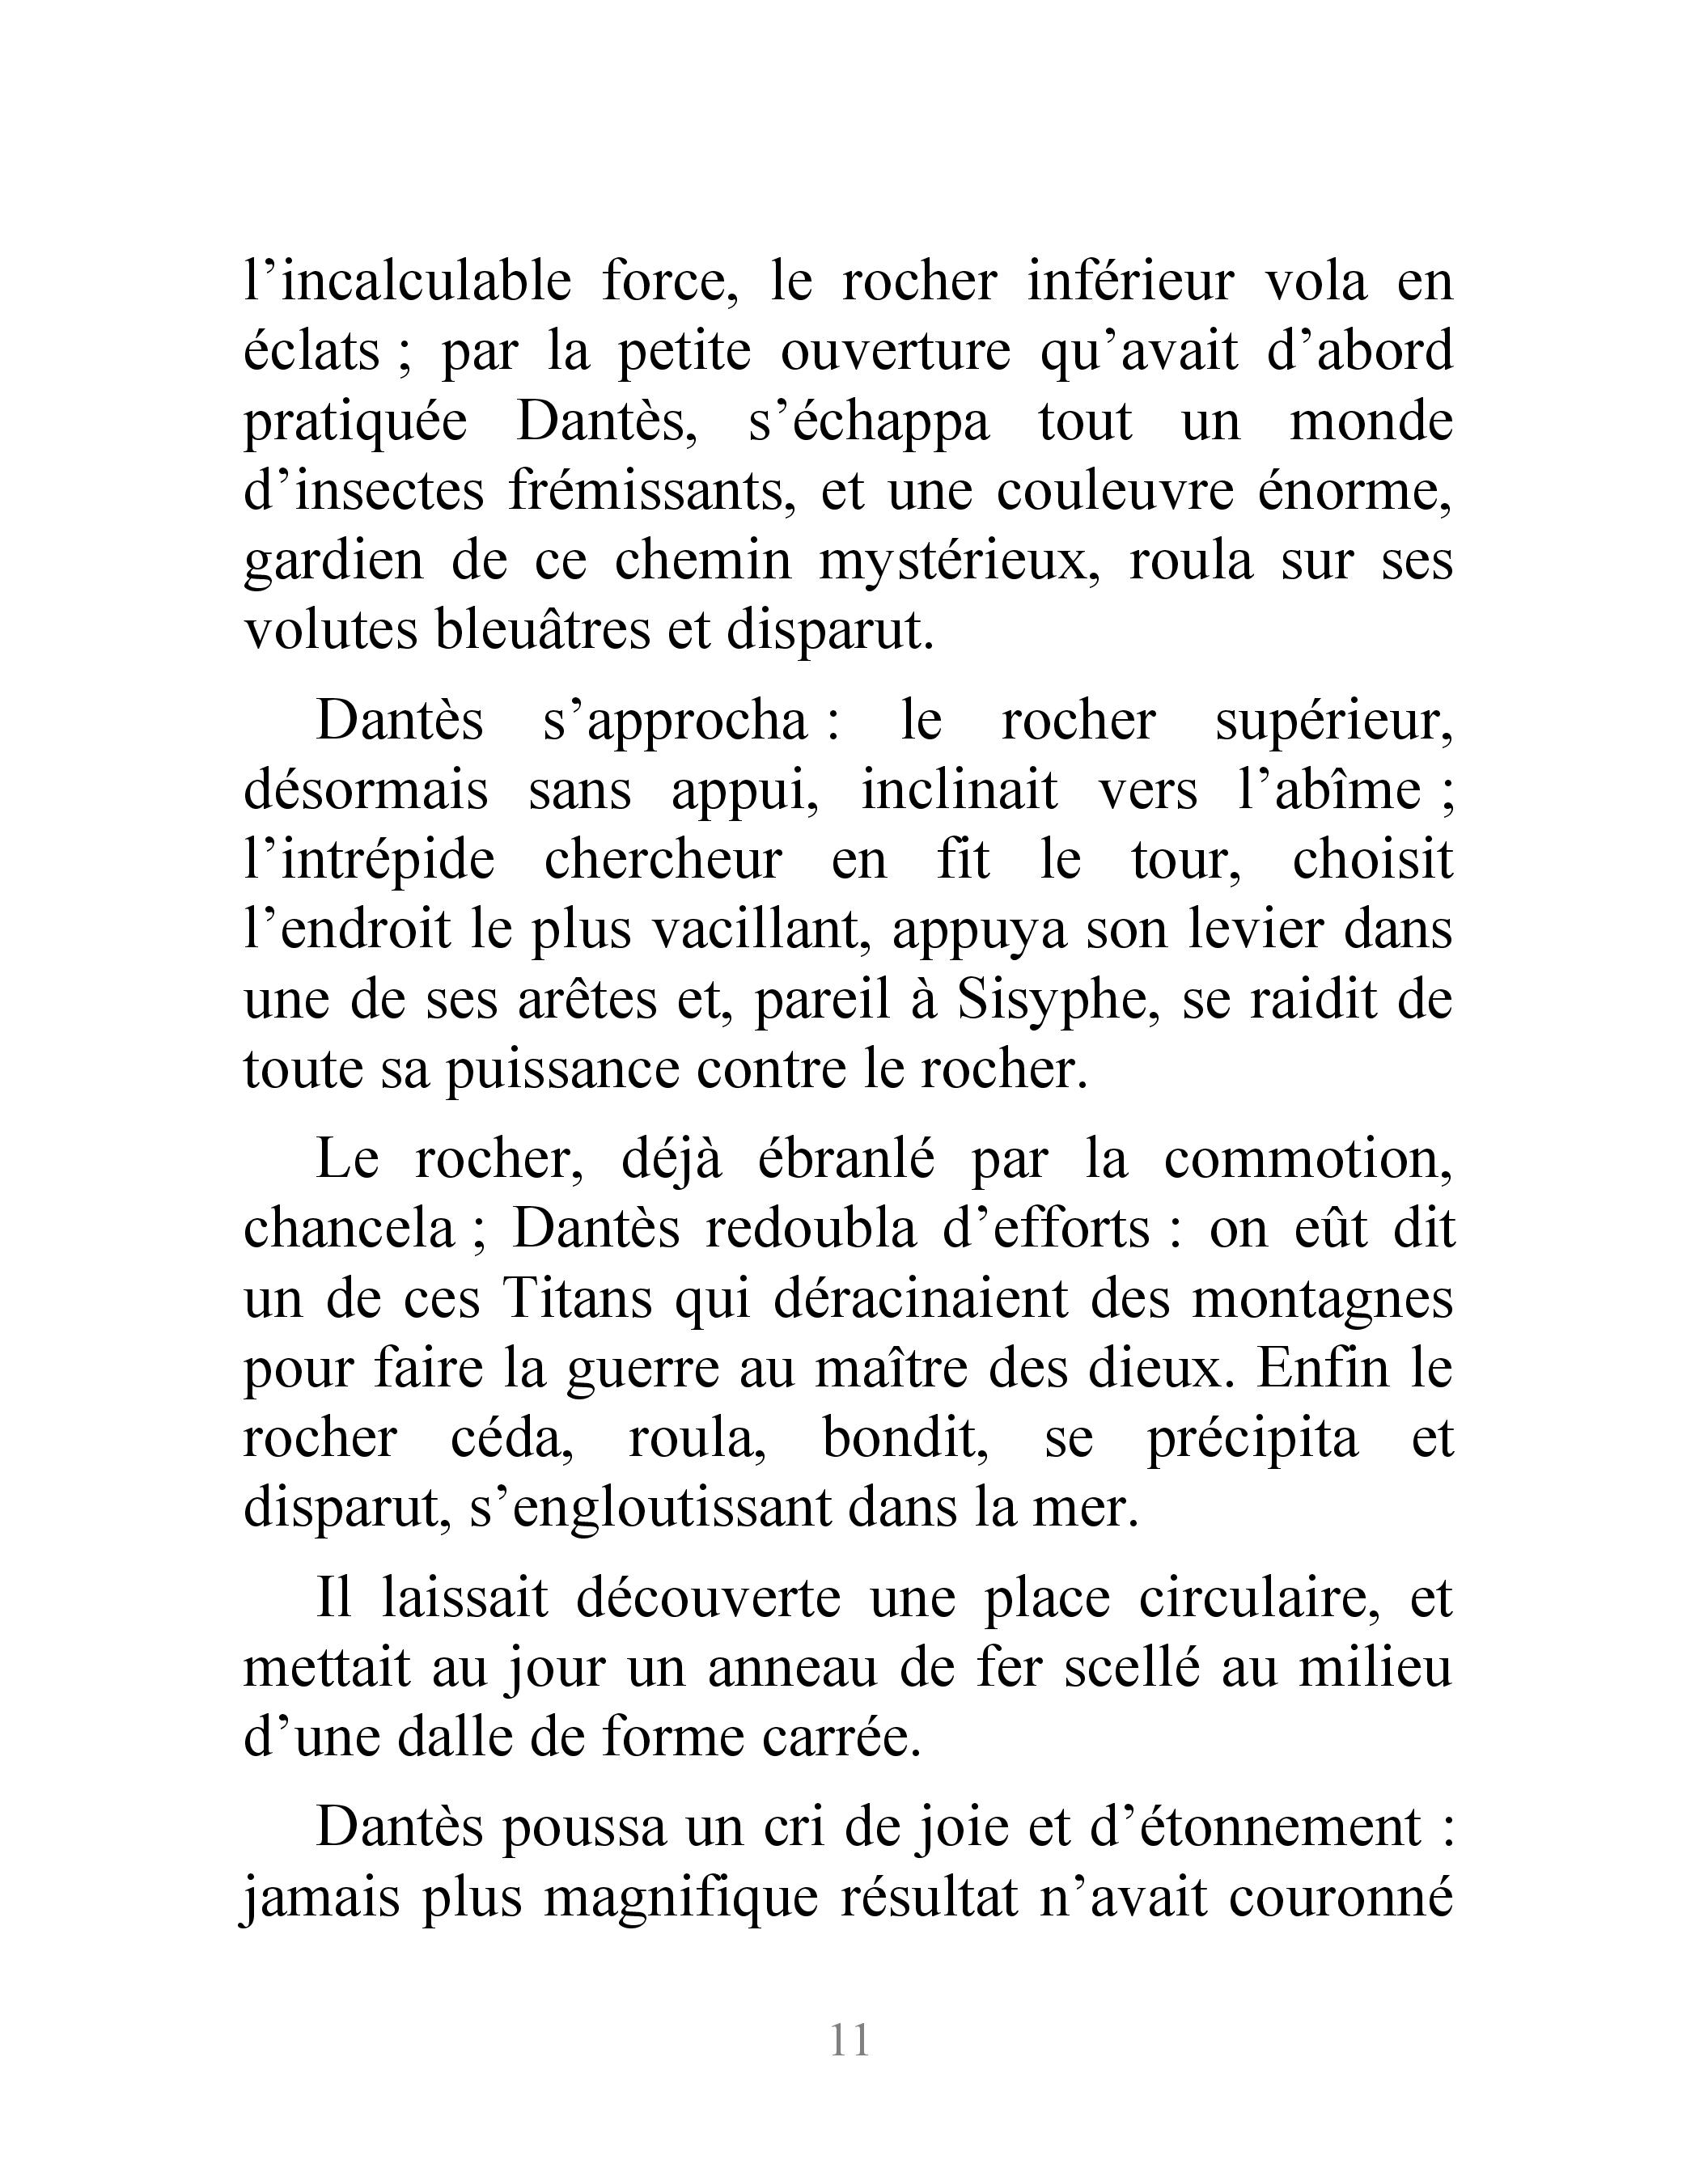 l’incalculable force, le rocher inférieur vola en
éclats ; par la petite ouverture qu’avait d’abord
pratiquée Dantès, s’échappa tout un monde
d’insectes frémissants, et une couleuvre énorme,
gardien de ce chemin mystérieux, roula sur ses
volutes bleuâtres et disparut.
Dantès s’approcha : le rocher supérieur,
désormais sans appui, inclinait vers l’abîme ;
l’intrépide chercheur en fit le tour, choisit
l’endroit le plus vacillant, appuya son levier dans
une de ses arêtes et, pareil à Sisyphe, se raidit de
toute sa puissance contre le rocher.
Le rocher, déjà ébranlé par la commotion,
chancela ; Dantès redoubla d’efforts : on eût dit
un de ces Titans qui déracinaient des montagnes
pour faire la guerre au maître des dieux. Enfin le
rocher céda, roula, bondit, se précipita et
disparut, s’engloutissant dans la mer.
Il laissait découverte une place circulaire, et
mettait au jour un anneau de fer scellé au milieu
d’une dalle de forme carrée.
Dantès poussa un cri de joie et d’étonnement :
jamais plus magnifique résultat n’avait couronné
11